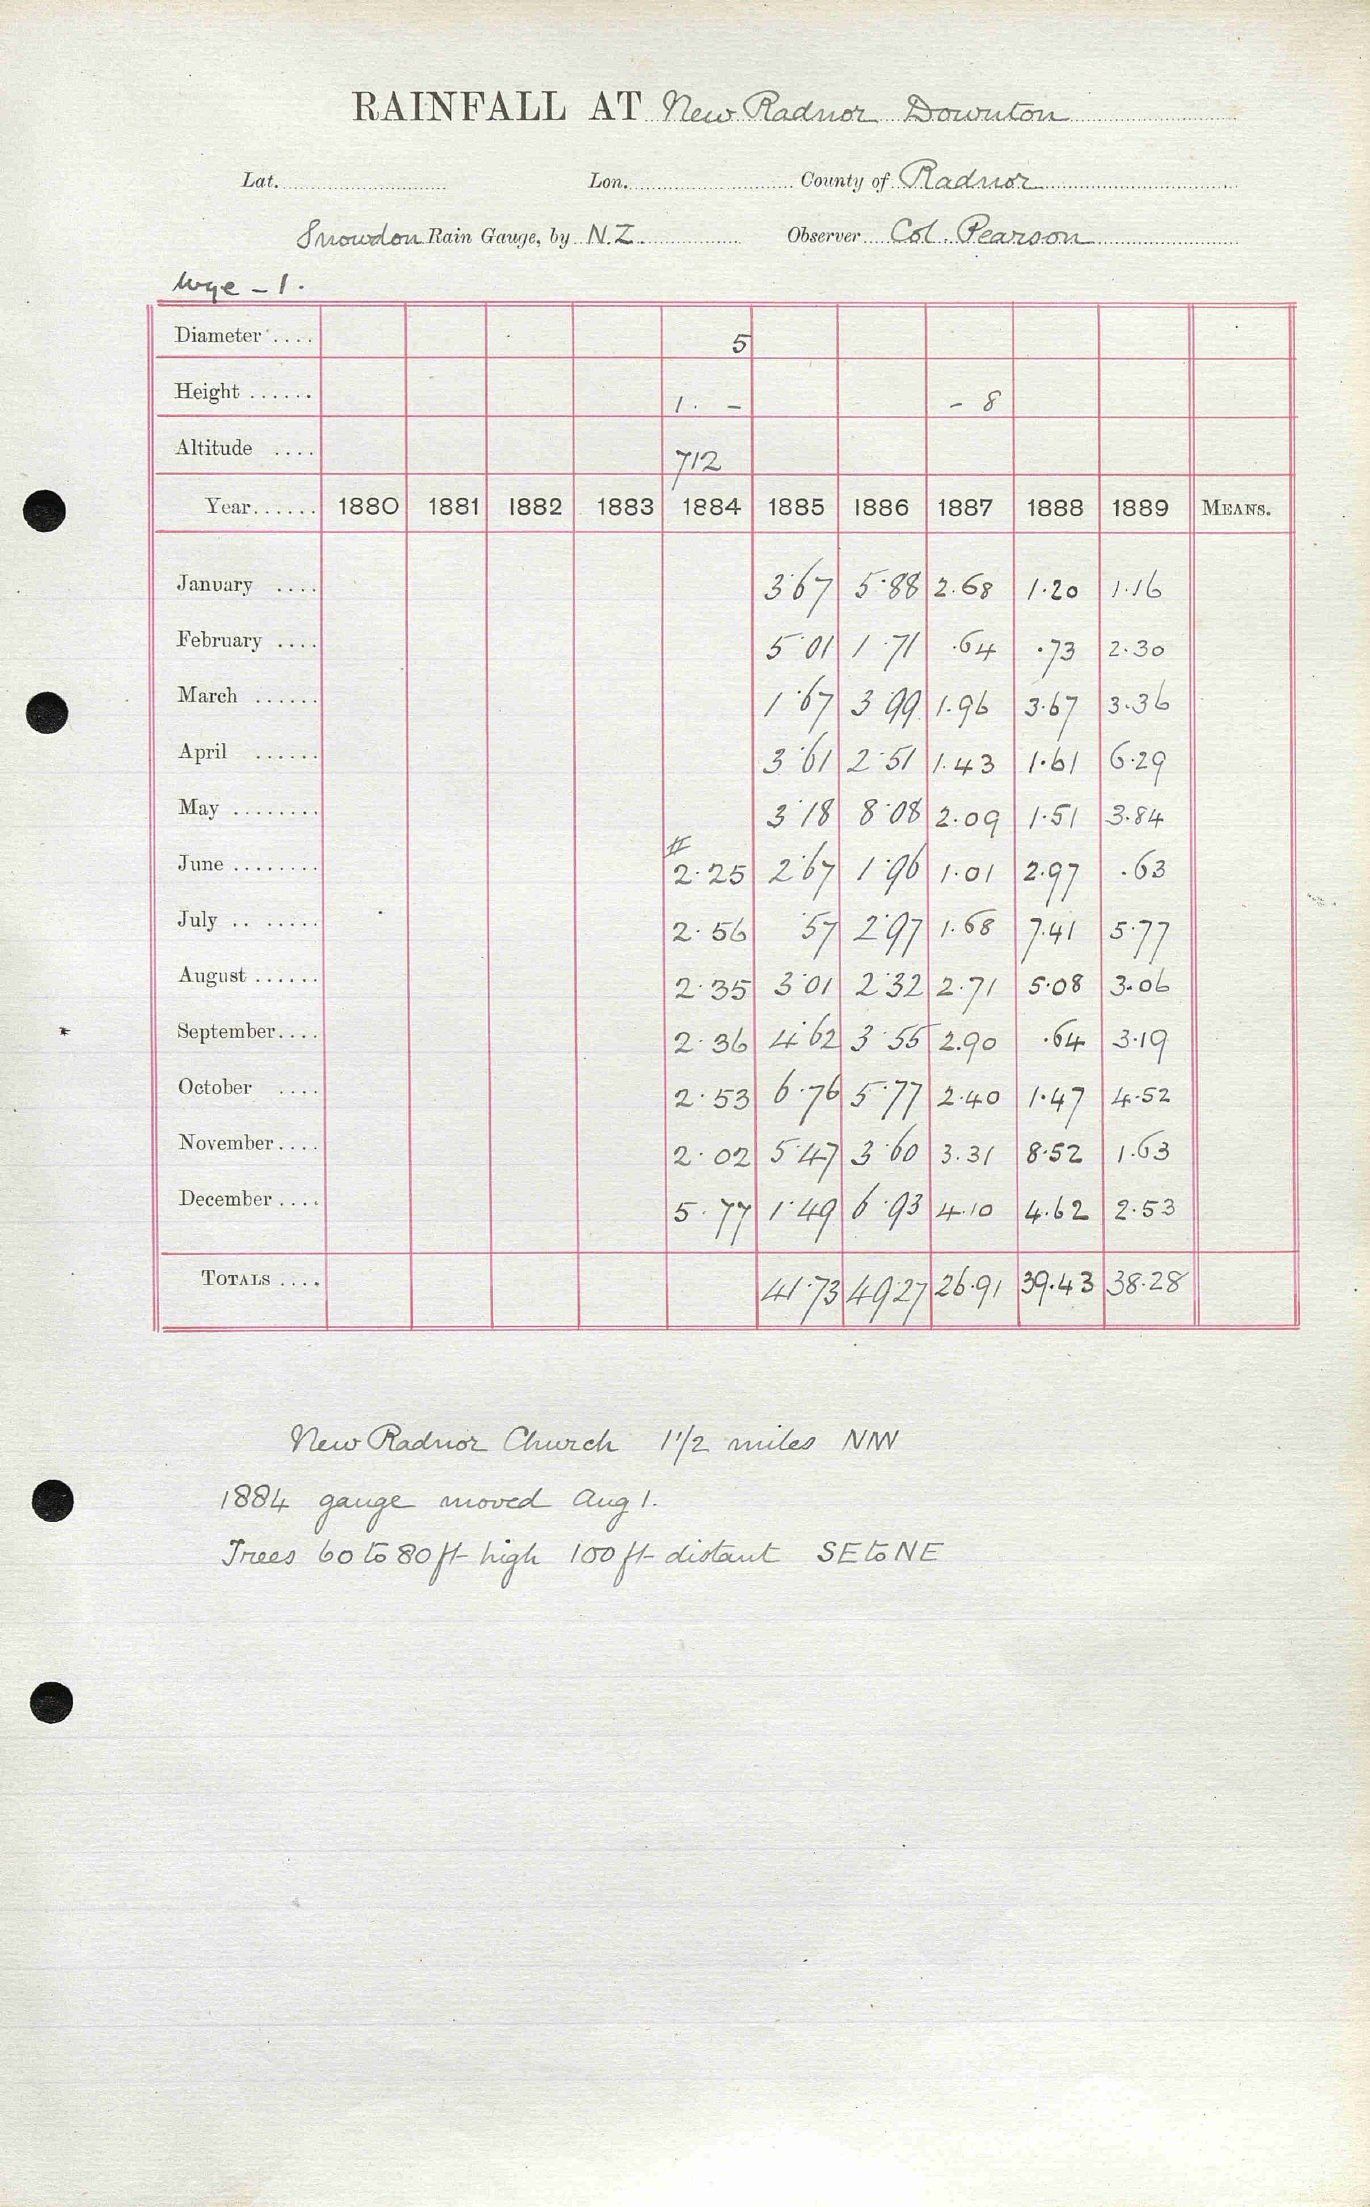 RAINFALL AT New Radnor Downton
Lat. Lon. County of Radnor
Snowdon Rain Gauge, by N.Z. Observer Col. Pearson
Wye - 1.
Diameter .... 5
Height ...... 1. - - 8
Altitude .... 712
Year...... 1880 1881 1882 1883 1884 1885 1886 1887 1888 1889 MEANS.
January .... 3.67 5.88 2.68 1.20 1.16
February .... 5.01 1.71 .64 .73 2.30
March ...... 1.67 3.99 1.96 3.67 3.36
April ...... 3.61 2.51 1.43 1.61 6.29
May ........ 3.18 8.08 2.09 1.51 3.84
June ........ # 2.25 2.67 1.96 1.01 2.97 .63
July .. ...... 2.56 .57 2.97 1.68 7.41 5.77
August ...... 2.35 3.01 2.32 2.71 5.08 3.06
September.... 2.36 4.62 3.55 2.90 .64 3.19
October .... 2.53 6.76 5.77 2.40 1.47 4.52
November.... 2.02 5.47 3.60 3.31 8.52 1.63
December.... 5.77 1.49 6.93 4.10 4.62 2.53
TOTALS .... 41.73 49.27 26.91 39.43 38.28
New Radnor Church 1 1/2 miles NW
1884 gauge moved Aug 1.
Trees 60 to 80 ft high 100 ft distant SE to NE